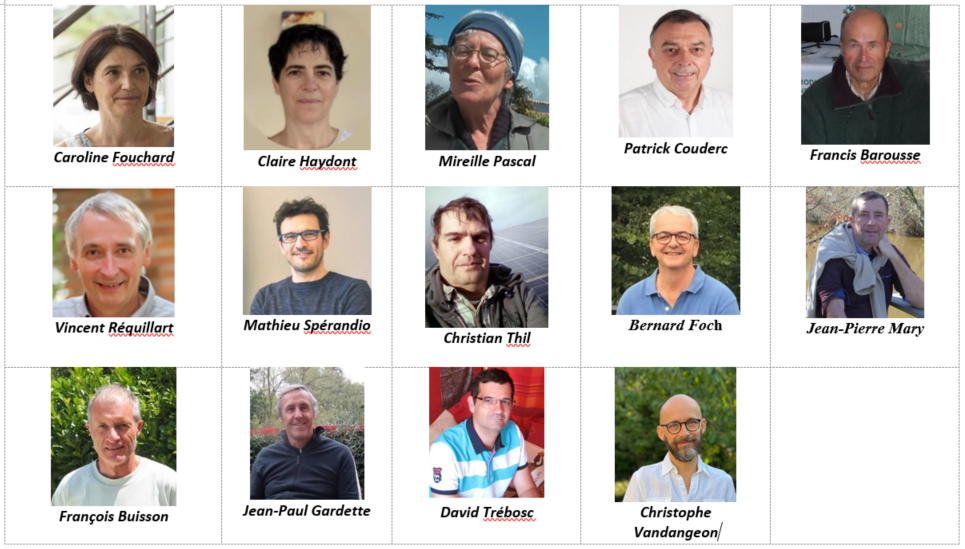 Caroline Fouchard
Claire Haydont
Mireille Pascal
Patrick Couderc
Francis Barousse
Vincent Réquillart
Mathieu Spérandio
Christian Thil
Bernard Foch
Jean-Pierre Mary
François Buisson
Jean-Paul Gardette
David Trébosc
Christophe
Vandangeon